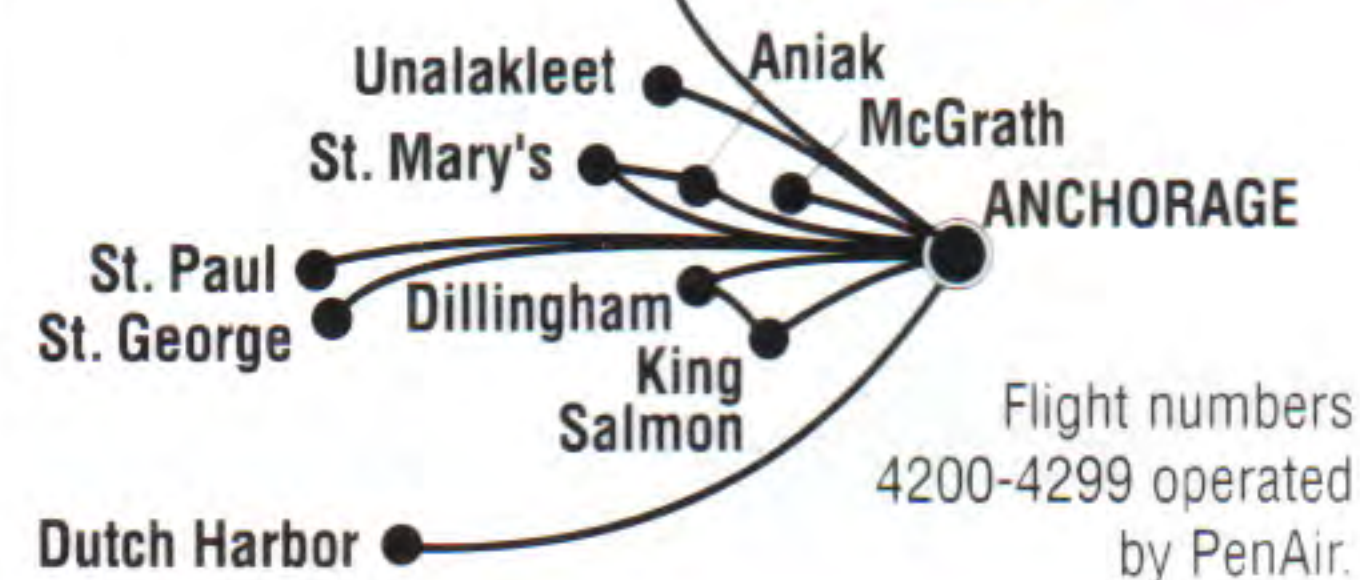 Unalakleet
Aniak
McGrath
St. Mary's
ANCHORAGE
St. Paul
St. George
Dillingham
King
Salmon
Dutch Harbor
Flight numbers
4200-4299 operated
by PenAir.